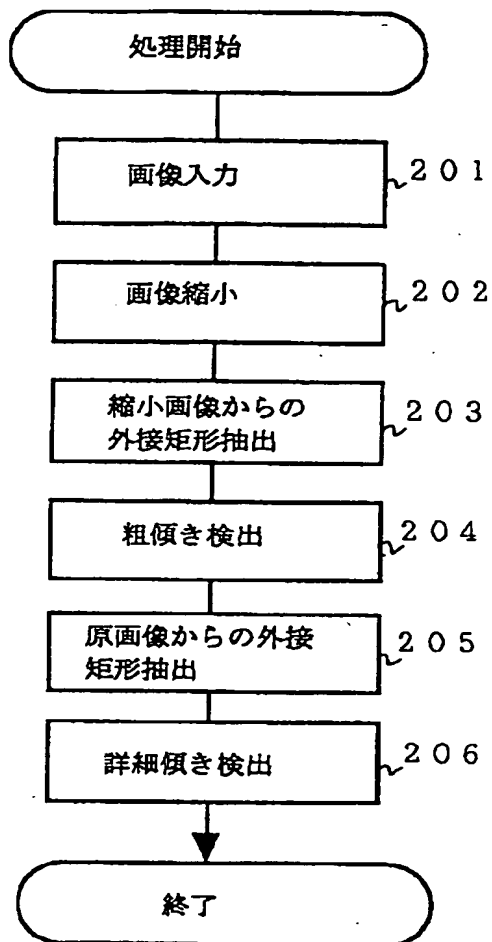 処理開始
画像入力
201
画像縮小
202
縮小画像からの
外接矩形抽出
203
粗傾き検出
204
原画像からの外接
矩形抽出
205
詳細傾き検出
206
終了